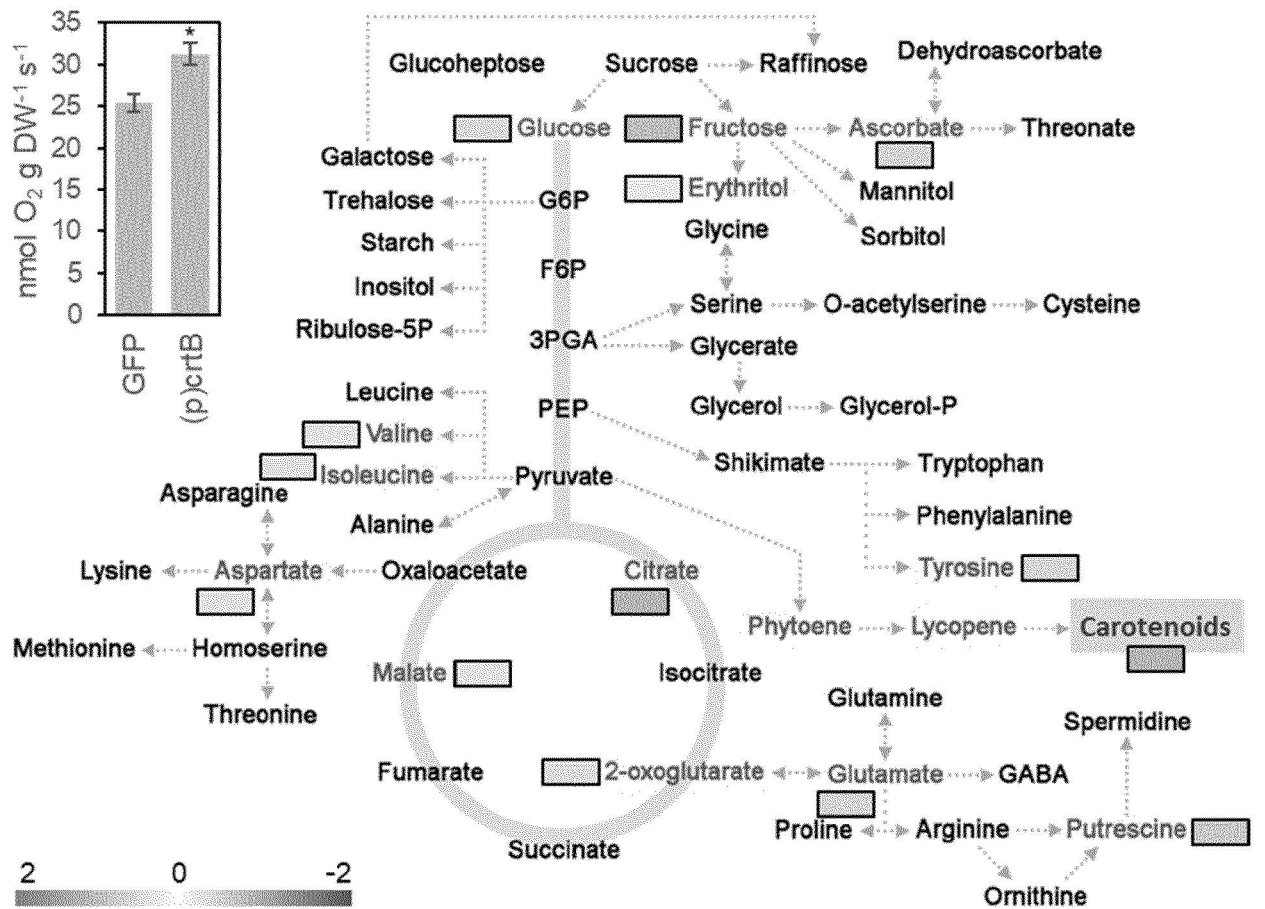 35
30
25
20
15
10
5
0
nmol O2 g DW-1 s-1
*
GFP
(p)crtB
Glucoheptose
Sucrose
Raffinose
Dehydroascorbate
Glucose
Fructose
Ascorbate
Threonate
Galactose
Erythritol
Mannitol
Trehalose
G6P
Glycine
Sorbitol
Starch
F6P
Inositol
Serine
O-acetylserine
Cysteine
Ribulose-5P
3PGA
Glycerate
Leucine
PEP
Glycerol
Glycerol-P
Valine
Isoleucine
Pyruvate
Shikimate
Tryptophan
Asparagine
Alanine
Phenylalanine
Lysine
Aspartate
Oxaloacetate
Citrate
Tyrosine
Phytoene
Lycopene
Carotenoids
Methionine
Homoserine
Malate
Isocitrate
Threonine
Glutamine
Spermidine
Fumarate
2-oxoglutarate
Glutamate
GABA
Proline
Arginine
Putrescine
Succinate
Ornithine
2
0
-2